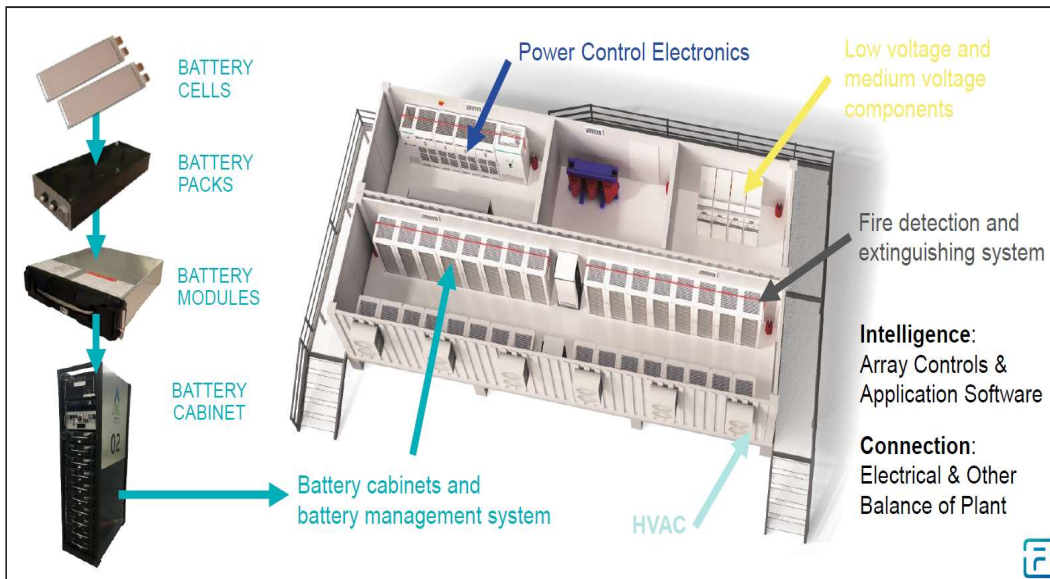 BATTERY
CELLS
BATTERY
PACKS
BATTERY
MODULES
BATTERY
CABINET
Power Control Electronics
Low voltage and
medium voltage
components
Fire detection and
extinguishing system
Intelligence:
Array Controls &
Application Software
Connection:
Electrical & Other
Balance of Plant
Battery cabinets and
battery management system
HVAC
02